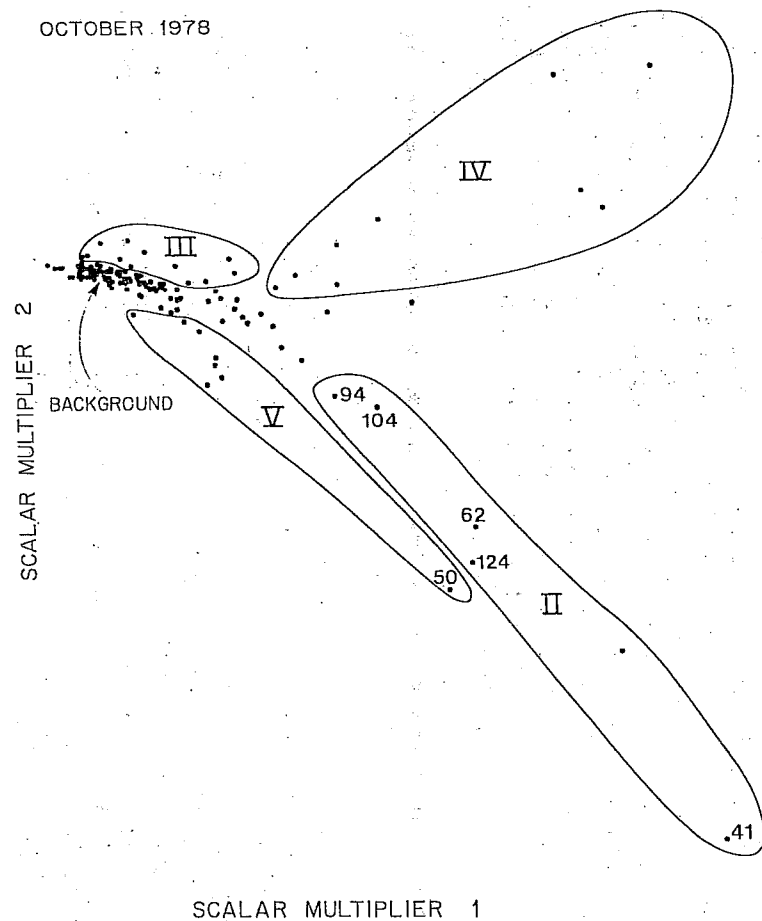 OCTOBER 1978
IV
III
SCALAR MULTIPLIER 2
BACKGROUND
V
94
104
62
124
50
II
41
SCALAR MULTIPLIER 1